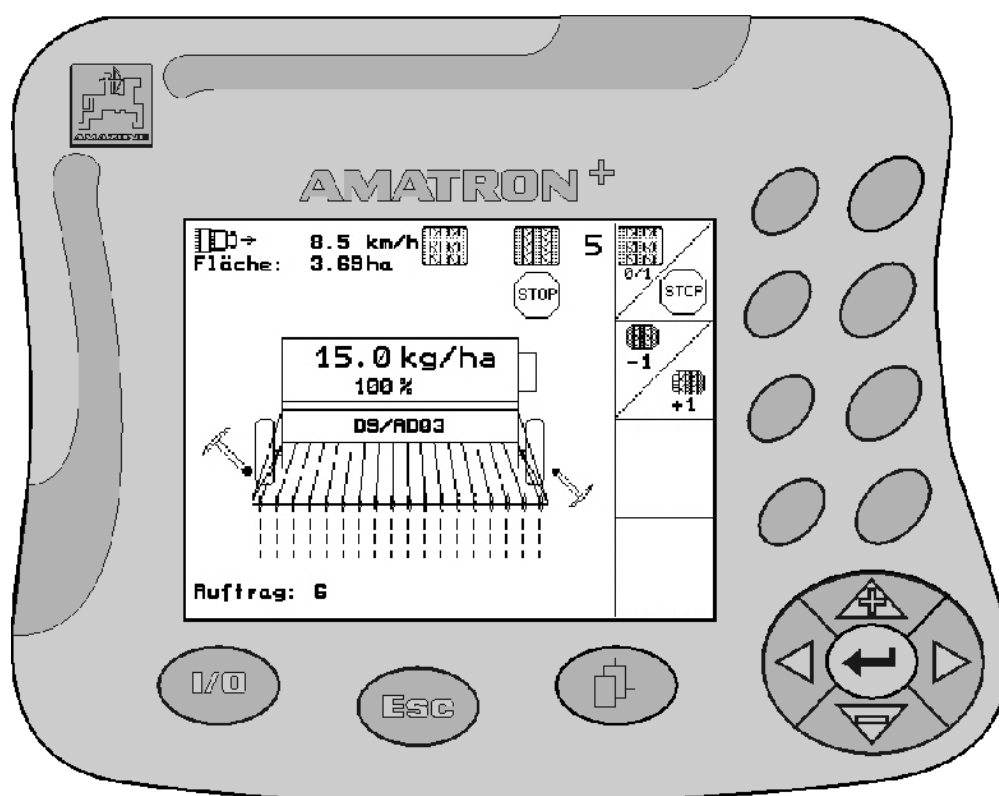 AMAZONE
AMATRON+
8.5 km/h
5
0/1
STOP
STOP
Fläche: 3.69ha
-1
+1
15.0 kg/ha
100 %
D9/AD03
Auftrag: 6
I/O
Esc